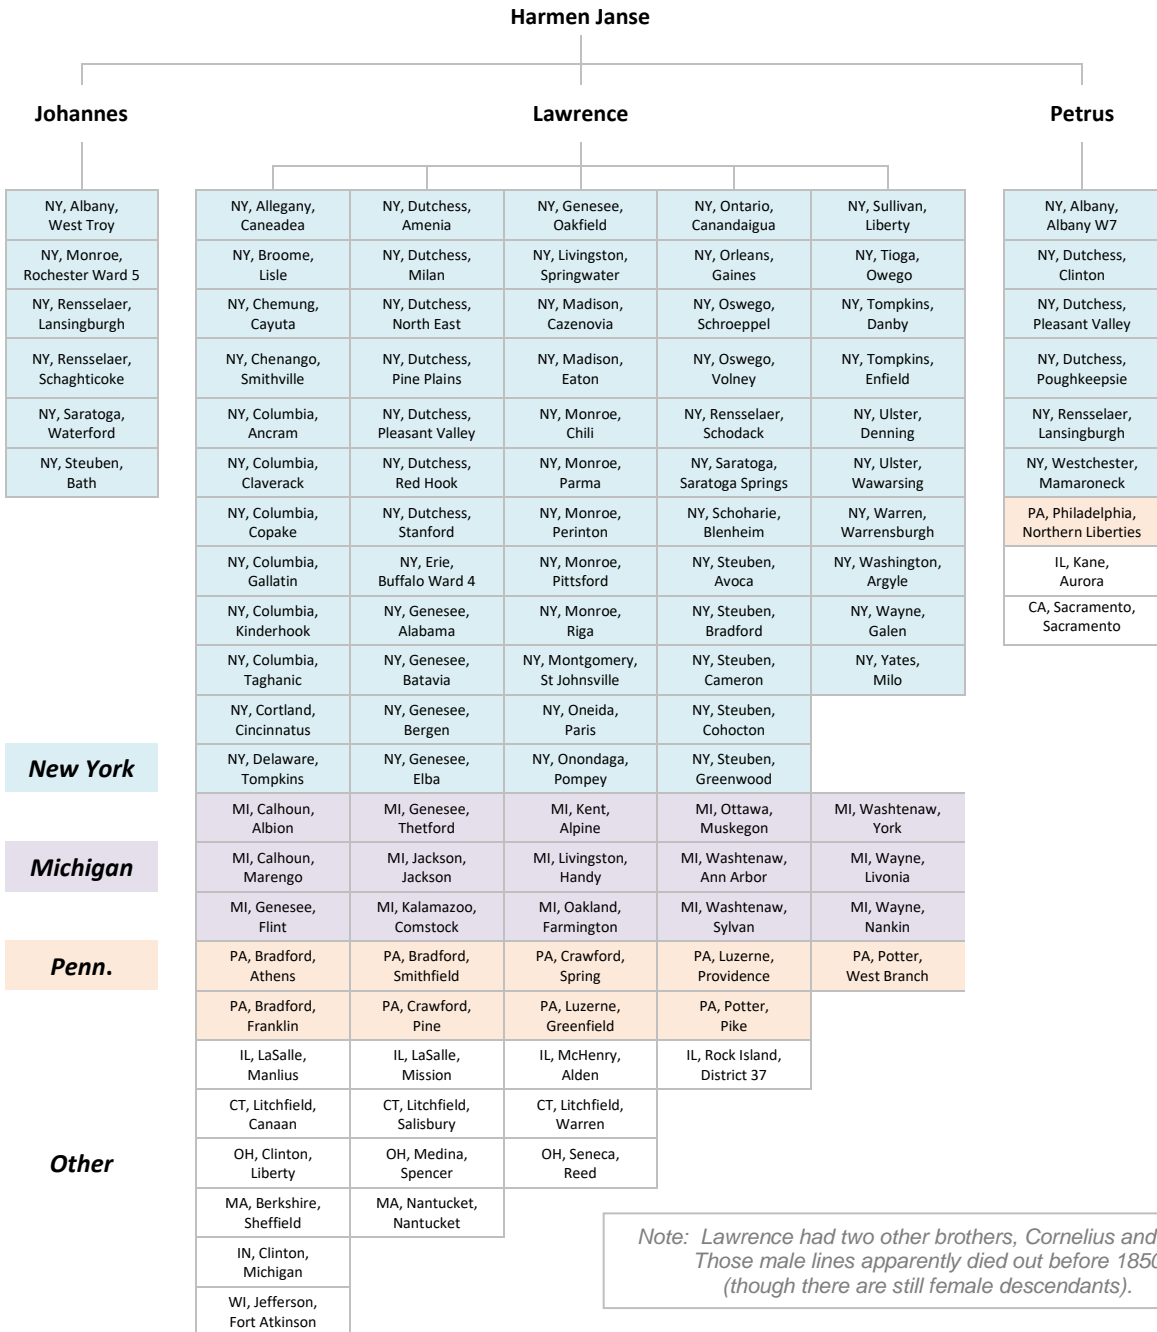 Harmen Janse
Johannes
Lawrence
Petrus
NY, Albany,
West Troy
NY, Monroe,
Rochester Ward 5
NY, Rensselaer,
Lansingburgh
NY, Rensselaer,
Schaghticoke
NY, Saratoga,
Waterford
NY, Steuben,
Bath
NY, Allegany,
Caneadea
NY, Dutchess,
Amenia
NY, Genesee,
Oakfield
NY, Ontario,
Canandaigua
NY, Sullivan,
Liberty
NY, Broome,
Lisle
NY, Dutchess,
Milan
NY, Livingston,
Springwater
NY, Orleans,
Gaines
NY, Tioga,
Owego
NY, Chemung,
Cayuta
NY, Dutchess,
North East
NY, Madison,
Cazenovia
NY, Oswego,
Schroeppel
NY, Tompkins,
Danby
NY, Chenango,
Smithville
NY, Dutchess,
Pine Plains
NY, Madison,
Eaton
NY, Oswego,
Volney
NY, Tompkins,
Enfield
NY, Columbia,
Ancram
NY, Dutchess,
Pleasant Valley
NY, Monroe,
Chili
NY, Rensselaer,
Schodack
NY, Ulster,
Denning
NY, Columbia,
Claverack
NY, Dutchess,
Red Hook
NY, Monroe,
Parma
NY, Saratoga,
Saratoga Springs
NY, Ulster,
Wawarsing
NY, Columbia,
Copake
NY, Dutchess,
Stanford
NY, Monroe,
Perinton
NY, Schoharie,
Blenheim
NY, Warren,
Warrensburgh
NY, Columbia,
Gallatin
NY, Erie,
Buffalo Ward 4
NY, Monroe,
Pittsford
NY, Steuben,
Avoca
NY, Washington,
Argyle
NY, Columbia,
Kinderhook
NY, Genesee,
Alabama
NY, Monroe,
Riga
NY, Steuben,
Bradford
NY, Wayne,
Galen
NY, Columbia,
Taghanic
NY, Genesee,
Batavia
NY, Montgomery,
St Johnsville
NY, Steuben,
Cameron
NY, Yates,
Milo
NY, Cortland,
Cincinnatus
NY, Genesee,
Bergen
NY, Oneida,
Paris
NY, Steuben,
Cohocton
NY, Delaware,
Tompkins
NY, Genesee,
Elba
NY, Onondaga,
Pompey
NY, Steuben,
Greenwood
NY, Albany,
Albany W7
NY, Dutchess,
Clinton
NY, Dutchess,
Pleasant Valley
NY, Dutchess,
Poughkeepsie
NY, Rensselaer,
Lansingburgh
NY, Westchester,
Mamaroneck
PA, Philadelphia,
Northern Liberties
IL, Kane,
Aurora
CA, Sacramento,
Sacramento
New York
Michigan
MI, Calhoun,
Albion
MI, Genesee,
Thetford
MI, Kent,
Alpine
MI, Ottawa,
Muskegon
MI, Washtenaw,
York
MI, Calhoun,
Marengo
MI, Jackson,
Jackson
MI, Livingston,
Handy
MI, Washtenaw,
Ann Arbor
MI, Wayne,
Livonia
MI, Genesee,
Flint
MI, Kalamazoo,
Comstock
MI, Oakland,
Farmington
MI, Washtenaw,
Sylvan
MI, Wayne,
Nankin
Penn.
PA, Bradford,
Athens
PA, Bradford,
Smithfield
PA, Crawford,
Spring
PA, Luzerne,
Providence
PA, Potter,
West Branch
PA, Bradford,
Franklin
PA, Crawford,
Pine
PA, Luzerne,
Greenfield
PA, Potter,
Pike
Other
IL, LaSalle,
Manlius
IL, LaSalle,
Mission
IL, McHenry,
Alden
IL, Rock Island,
District 37
CT, Litchfield,
Canaan
CT, Litchfield,
Salisbury
CT, Litchfield,
Warren
OH, Clinton,
Liberty
OH, Medina,
Spencer
OH, Seneca,
Reed
MA, Berkshire,
Sheffield
MA, Nantucket,
Nantucket
IN, Clinton,
Michigan
WI, Jefferson,
Fort Atkinson
Note: Lawrence had two other brothers, Cornelius and
Those male lines apparently died out before 1850
(though there are still female descendants).